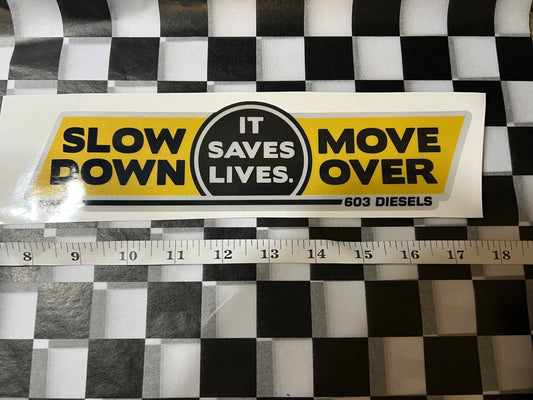 SLOW
DOWN
IT
SAVES
LIVES.
MOVE
OVER
603 DIESELS
8 9 10 11 12 13 14 15 16 17 18